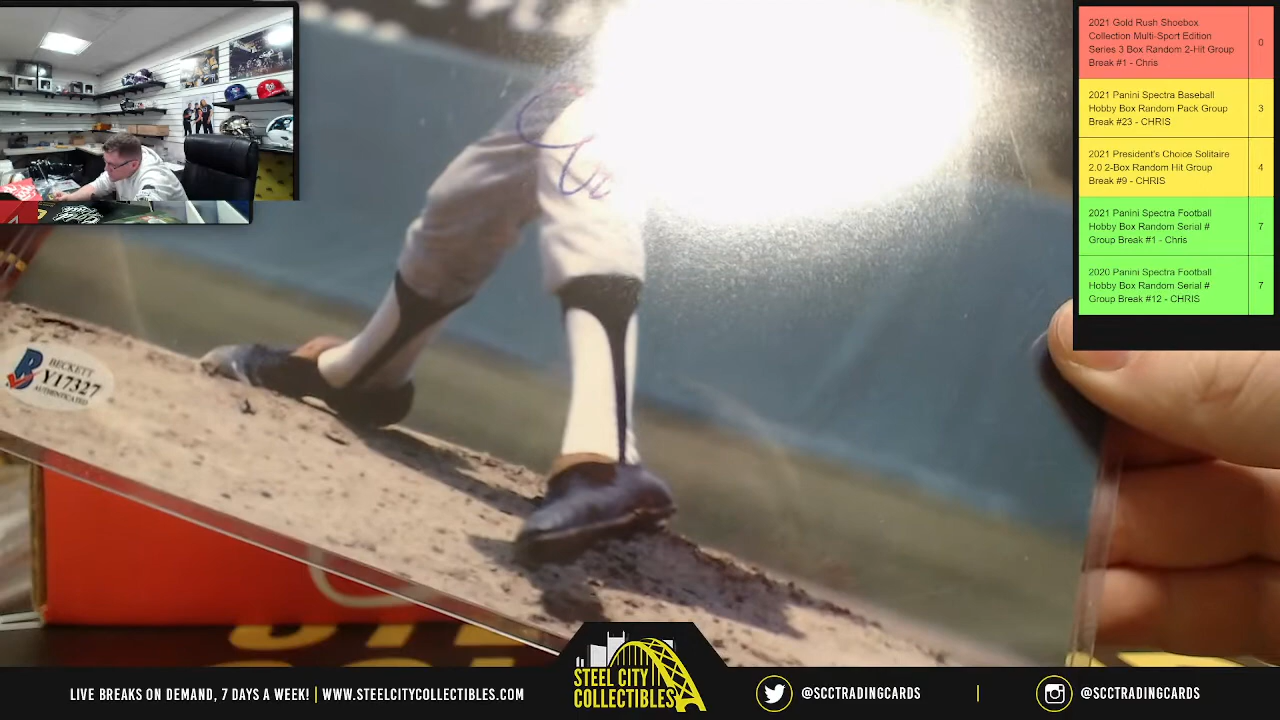 2021 Gold Rush Shoebox
Collection Multi-Sport Edition
Series 3 Box Random 2-Hit Group
Break #1 - Chris
0
2021 Panini Spectra Baseball
Hobby Box Random Pack Group
Break #23 - CHRIS
3
2021 President's Choice Solitaire
2.0 2-Box Random Hit Group
Break #9 - CHRIS
4
2021 Panini Spectra Football
Hobby Box Random Serial #
Group Break #1 - Chris
7
2020 Panini Spectra Football
Hobby Box Random Serial #
Group Break #12 - CHRIS
7
BECKETT
Y17327
AUTHENTICATED
LIVE BREAKS ON DEMAND, 7 DAYS A WEEK! | WWW.STEELCITYCOLLECTIBLES.COM
STEEL CITY
COLLECTIBLES
@SCCTRADINGCARDS
@SCCTRADINGCARDS